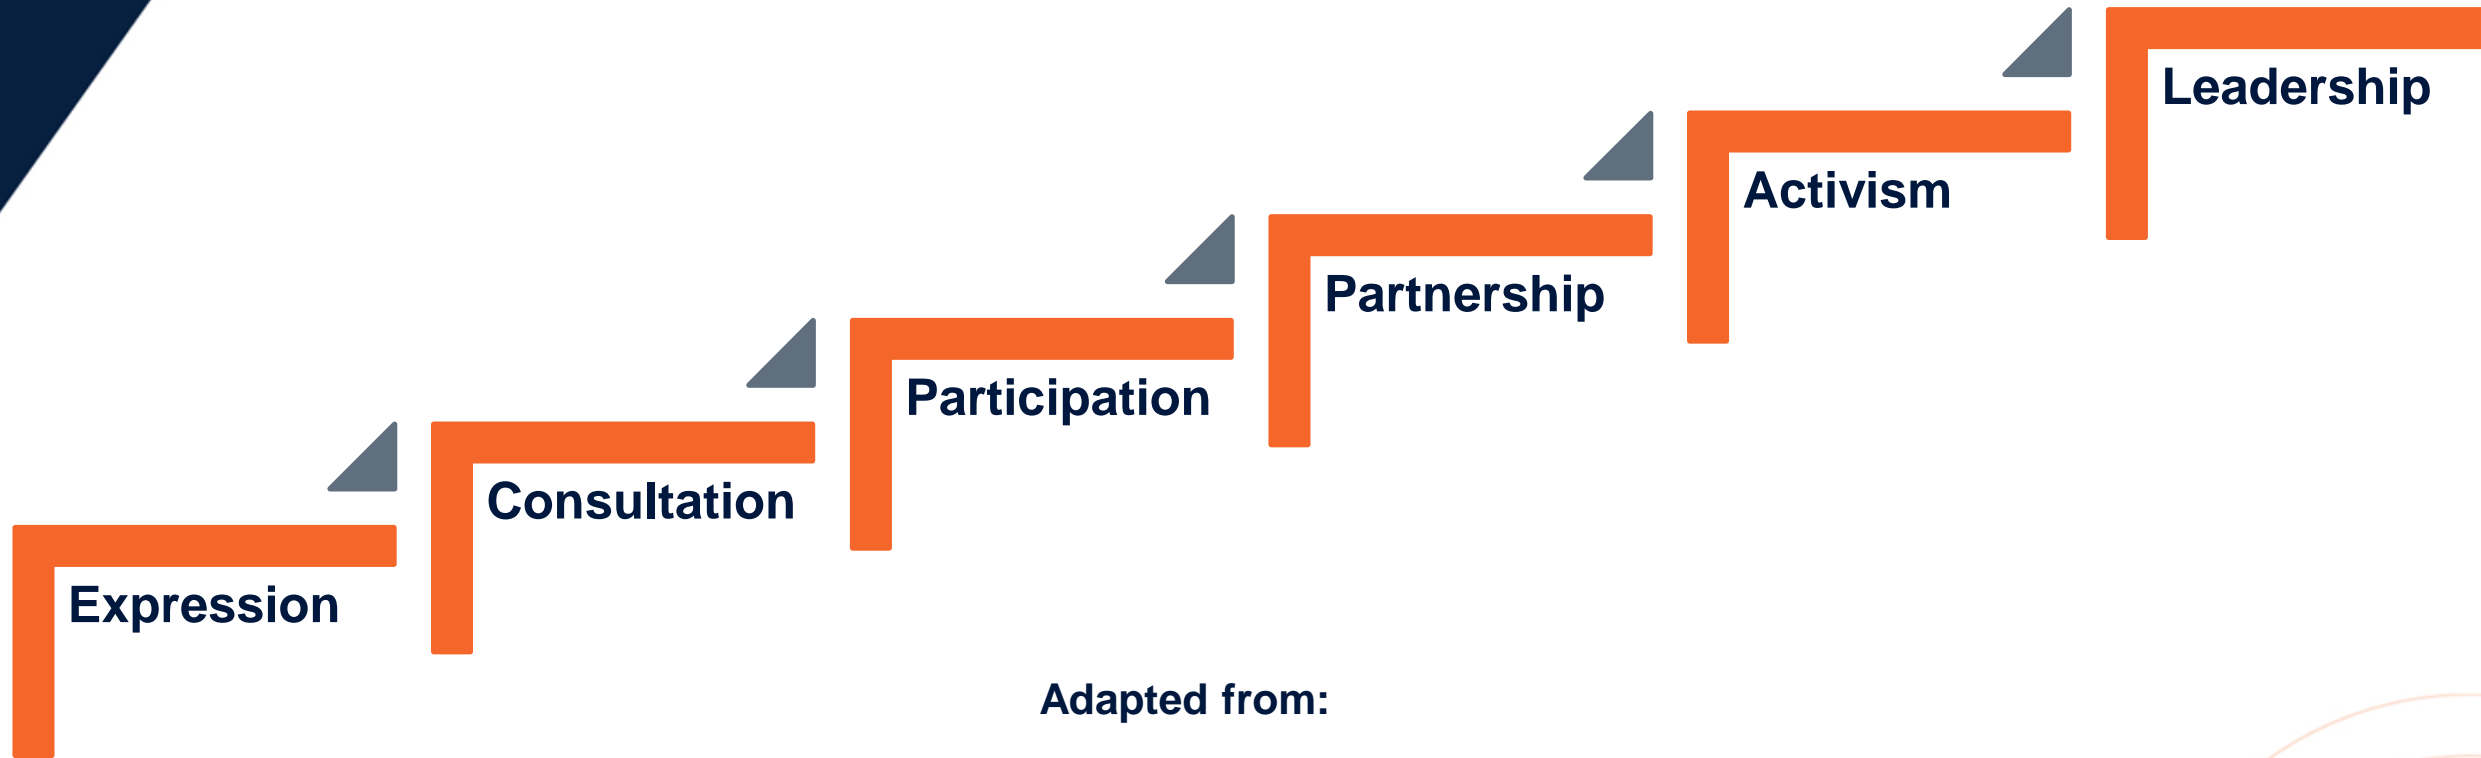 Expression
Consultation
Participation
Partnership
Activism
Leadership
Adapted from: